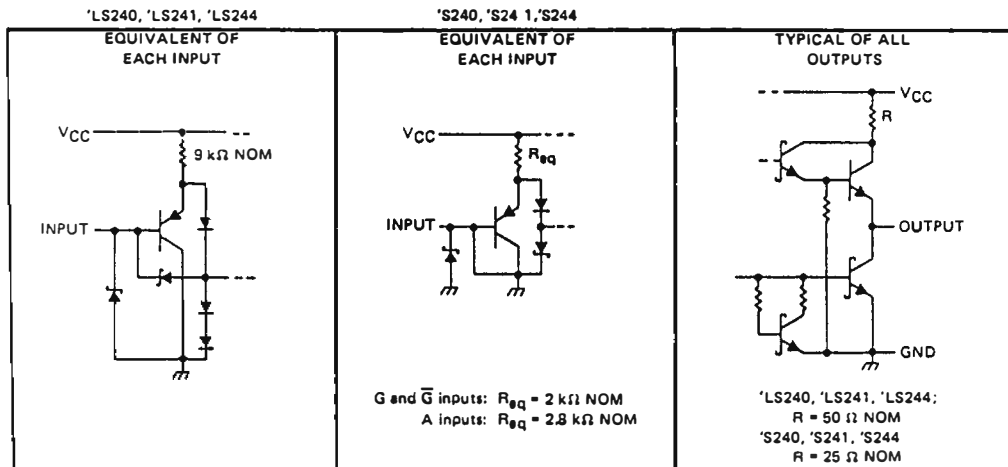 'LS240, 'LS241, 'LS244
EQUIVALENT OF
EACH INPUT
VCC
9 kΩ NOM
INPUT
'S240, 'S24 1,'S244
EQUIVALENT OF
EACH INPUT
VCC
Req
INPUT
G and G̅ inputs: Req = 2 kΩ NOM
A inputs: Req = 2.8 kΩ NOM
TYPICAL OF ALL
OUTPUTS
VCC
R
OUTPUT
GND
'LS240, 'LS241, 'LS244;
R = 50 Ω NOM
'S240, 'S241, 'S244
R = 25 Ω NOM